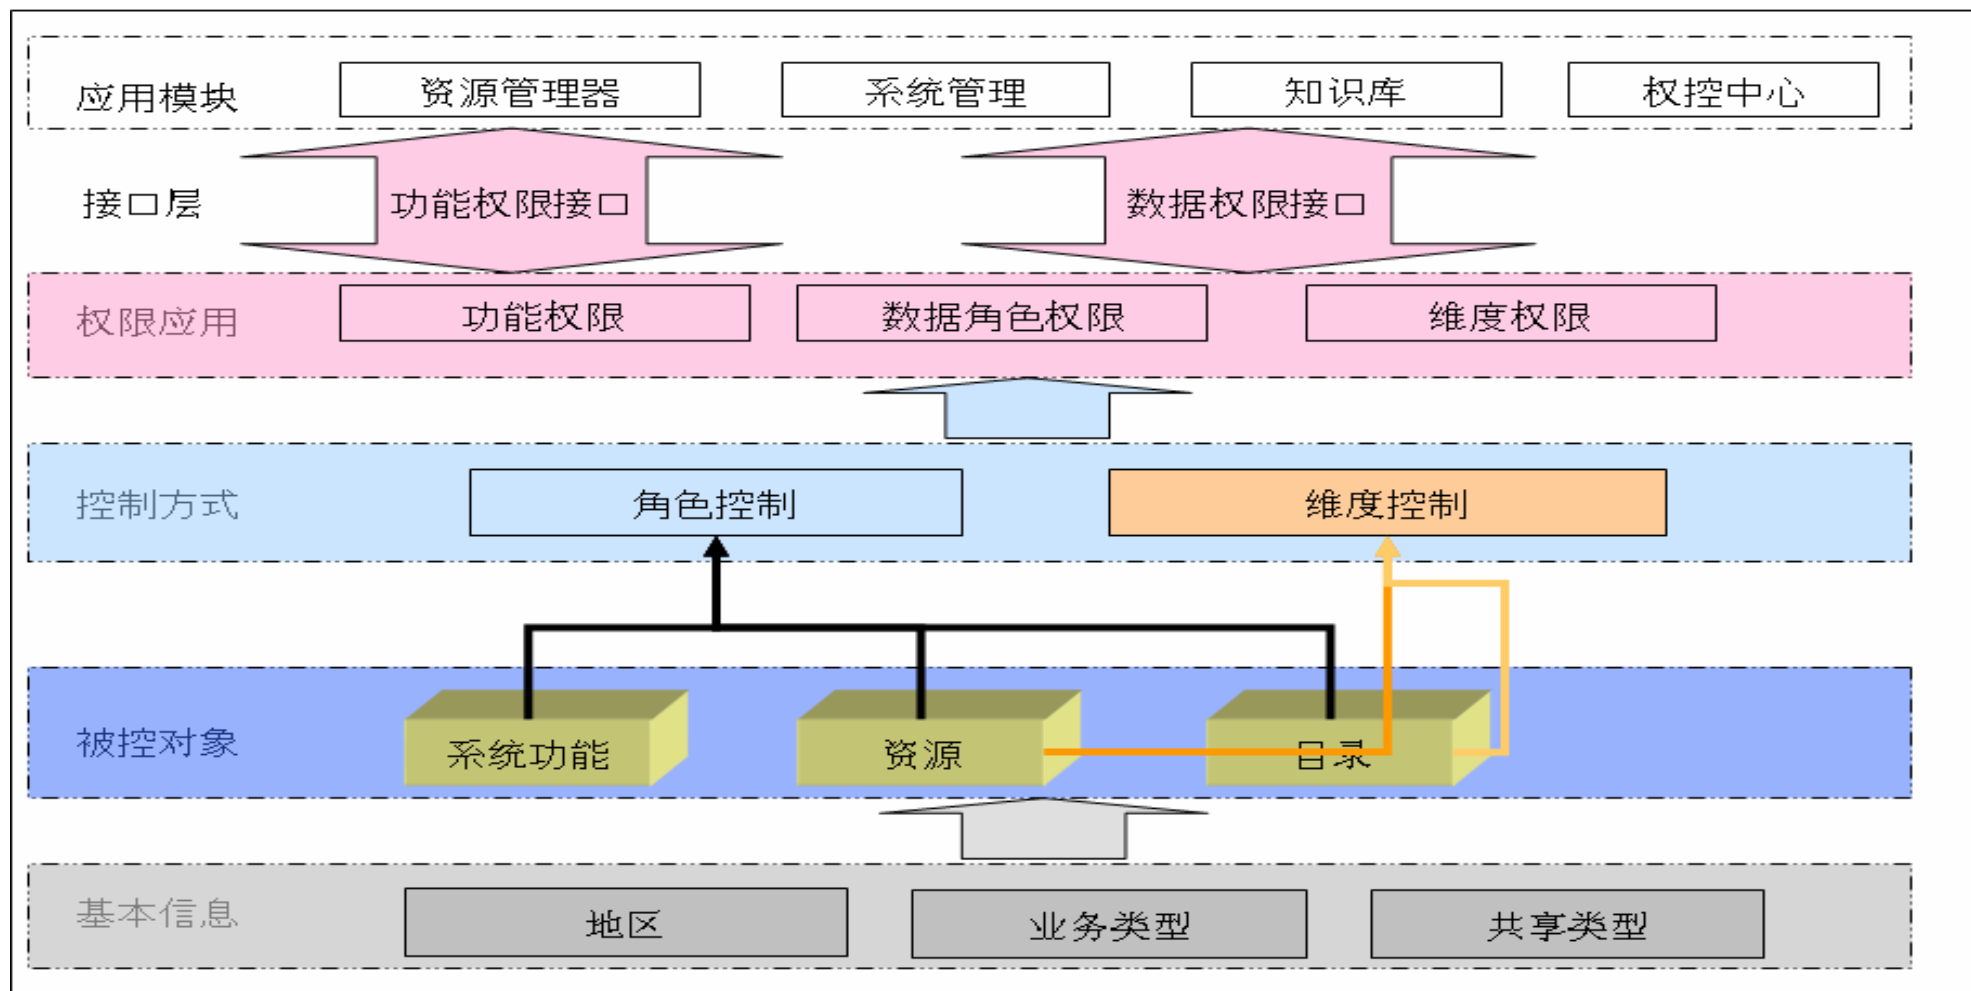 应用模块 资源管理器 系统管理 知识库 权控中心
接口层 功能权限接口 数据权限接口
权限应用 功能权限 数据角色权限 维度权限
控制方式 角色控制 维度控制
被控对象 系统功能 资源 目录
基本信息 地区 业务类型 共享类型